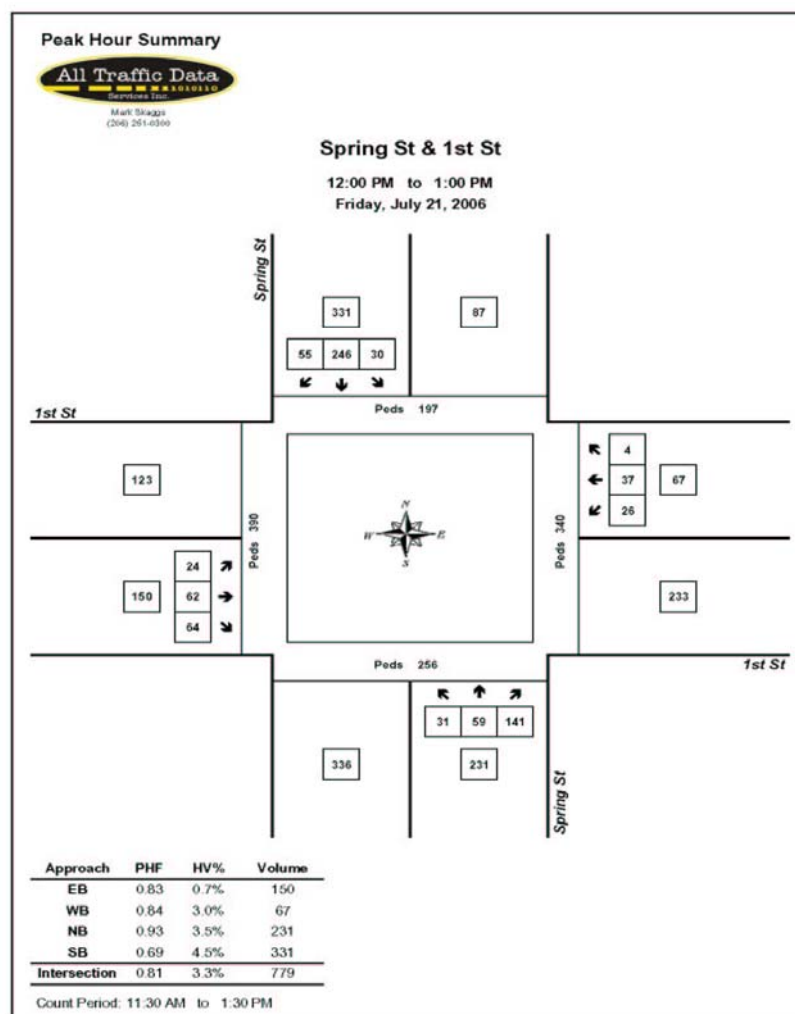 Peak Hour Summary
All Traffic Data
1010110
Services Inc.
Mark Skaggs
(206) 251-0300
Spring St & 1st St
12:00 PM to 1:00 PM
Friday, July 21, 2006
Spring St
331
87
55 246 30
Peds 197
1st St
4
123
37 67
26
Peds 390
N
W E
S
Peds 340
24
150 62
64
233
Peds 256
1st St
31 59 141
336
231
Spring St
Approach PHF HV% Volume
EB 0.83 0.7% 150
WB 0.84 3.0% 67
NB 0.93 3.5% 231
SB 0.69 4.5% 331
Intersection 0.81 3.3% 779
Count Period: 11:30 AM to 1:30 PM